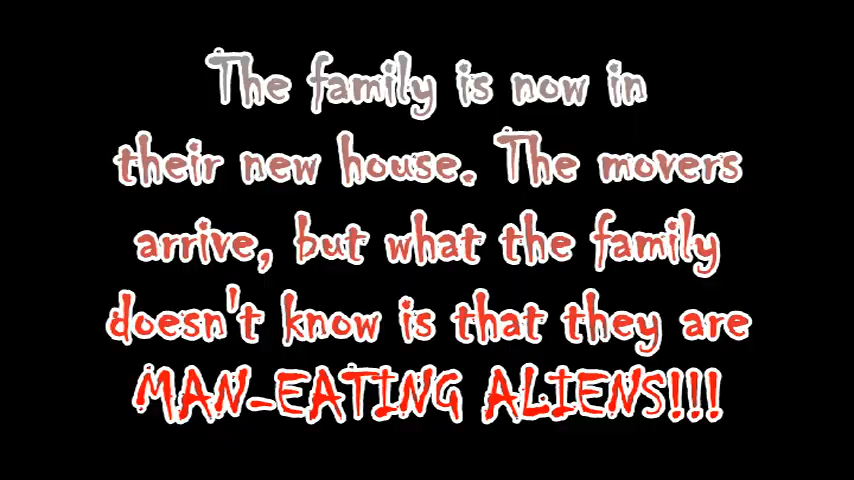 The family is now in
their new house. The movers
arrive, but what the family
doesn't know is that they are
MAN-EATING ALIENS!!!